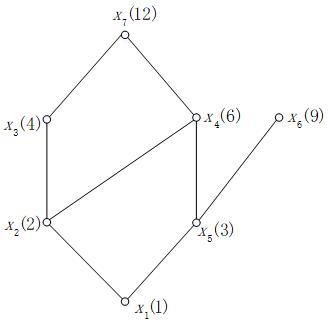 x₇(12)
x₃(4)
x₄(6)
x₆(9)
x₂(2)
x₅(3)
x₁(1)